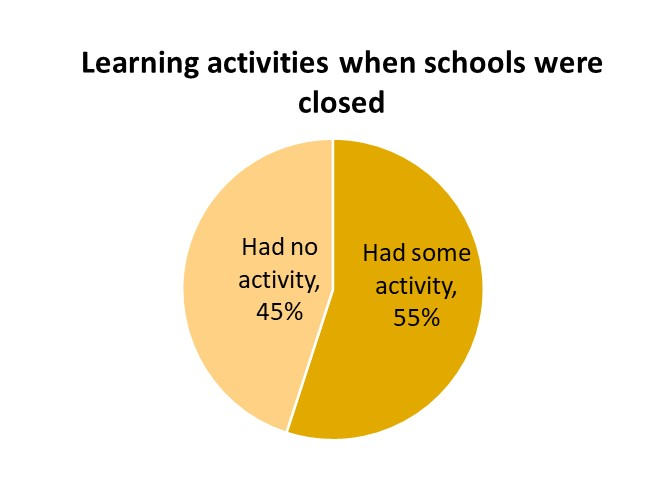 Learning activities when schools were
closed
Had no
activity,
45%
Had some
activity,
55%